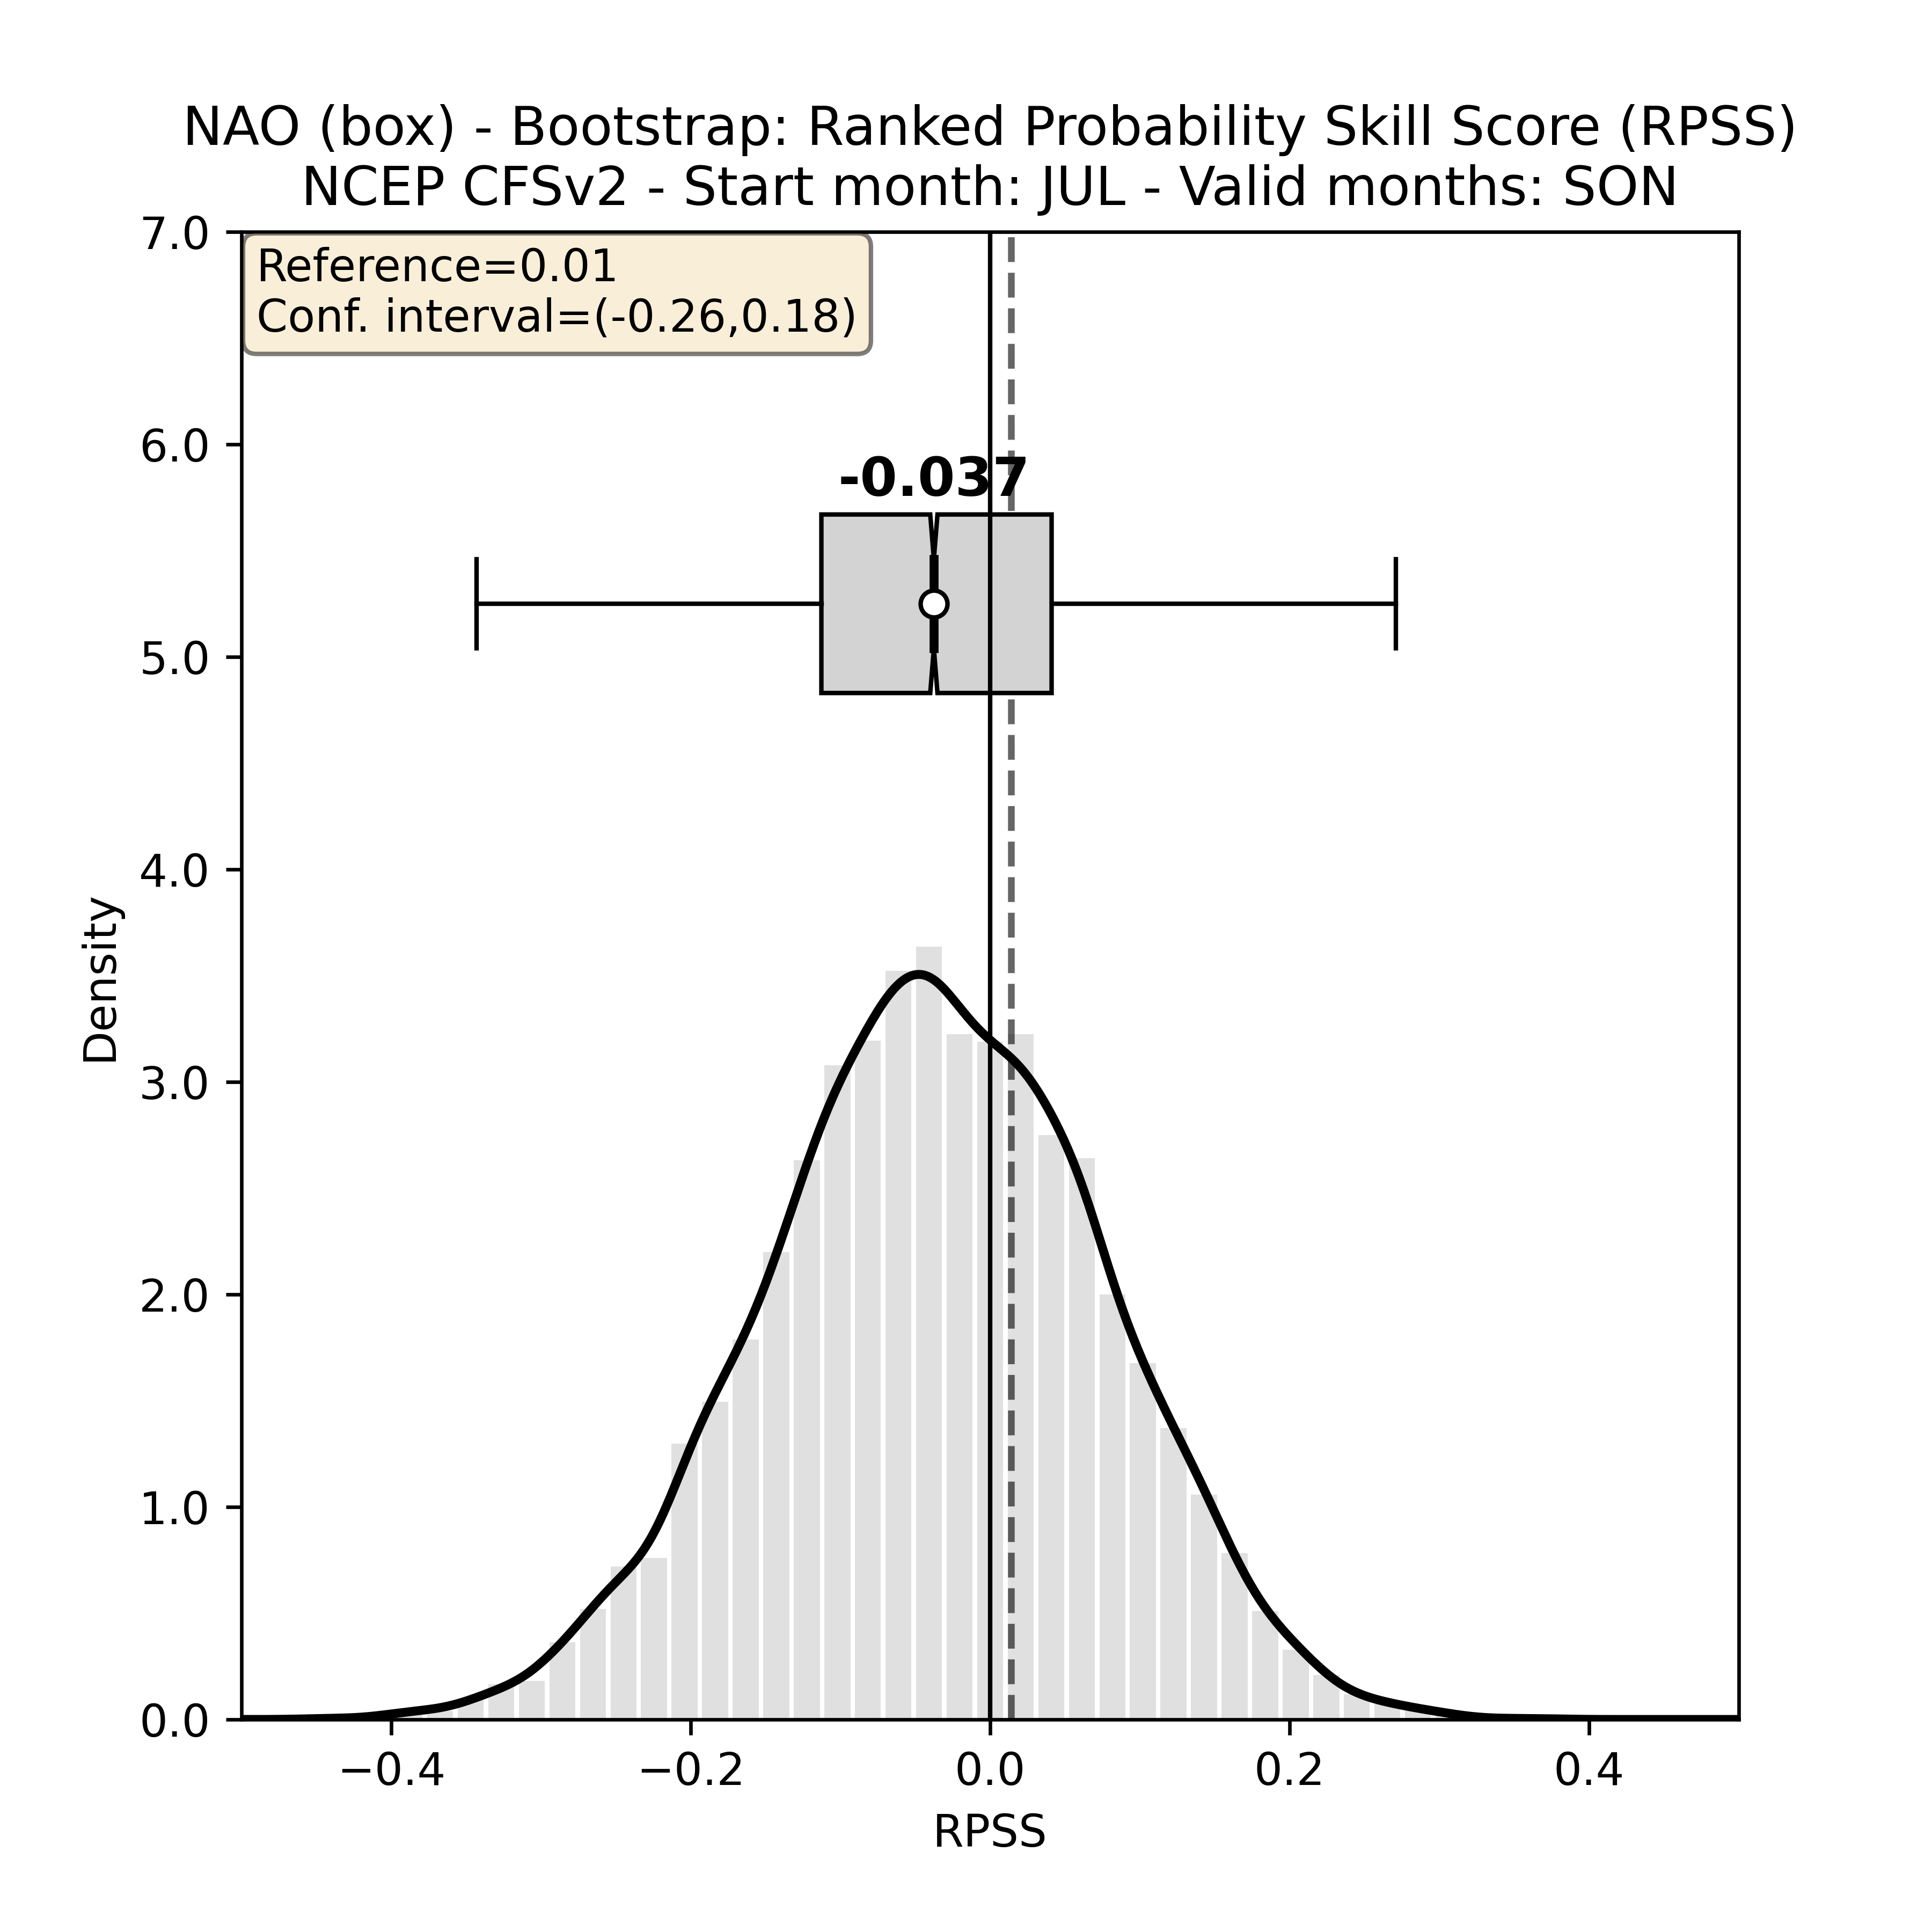 NAO (box) - Bootstrap: Ranked Probability Skill Score (RPSS)
NCEP CFSv2 - Start month: JUL - Valid months: SON
7.0
Reference=0.01
Conf. interval=(-0.26,0.18)
6.0
-0.037
5.0
4.0
Density
3.0
2.0
1.0
0.0
−0.4 −0.2 0.0 0.2 0.4
RPSS